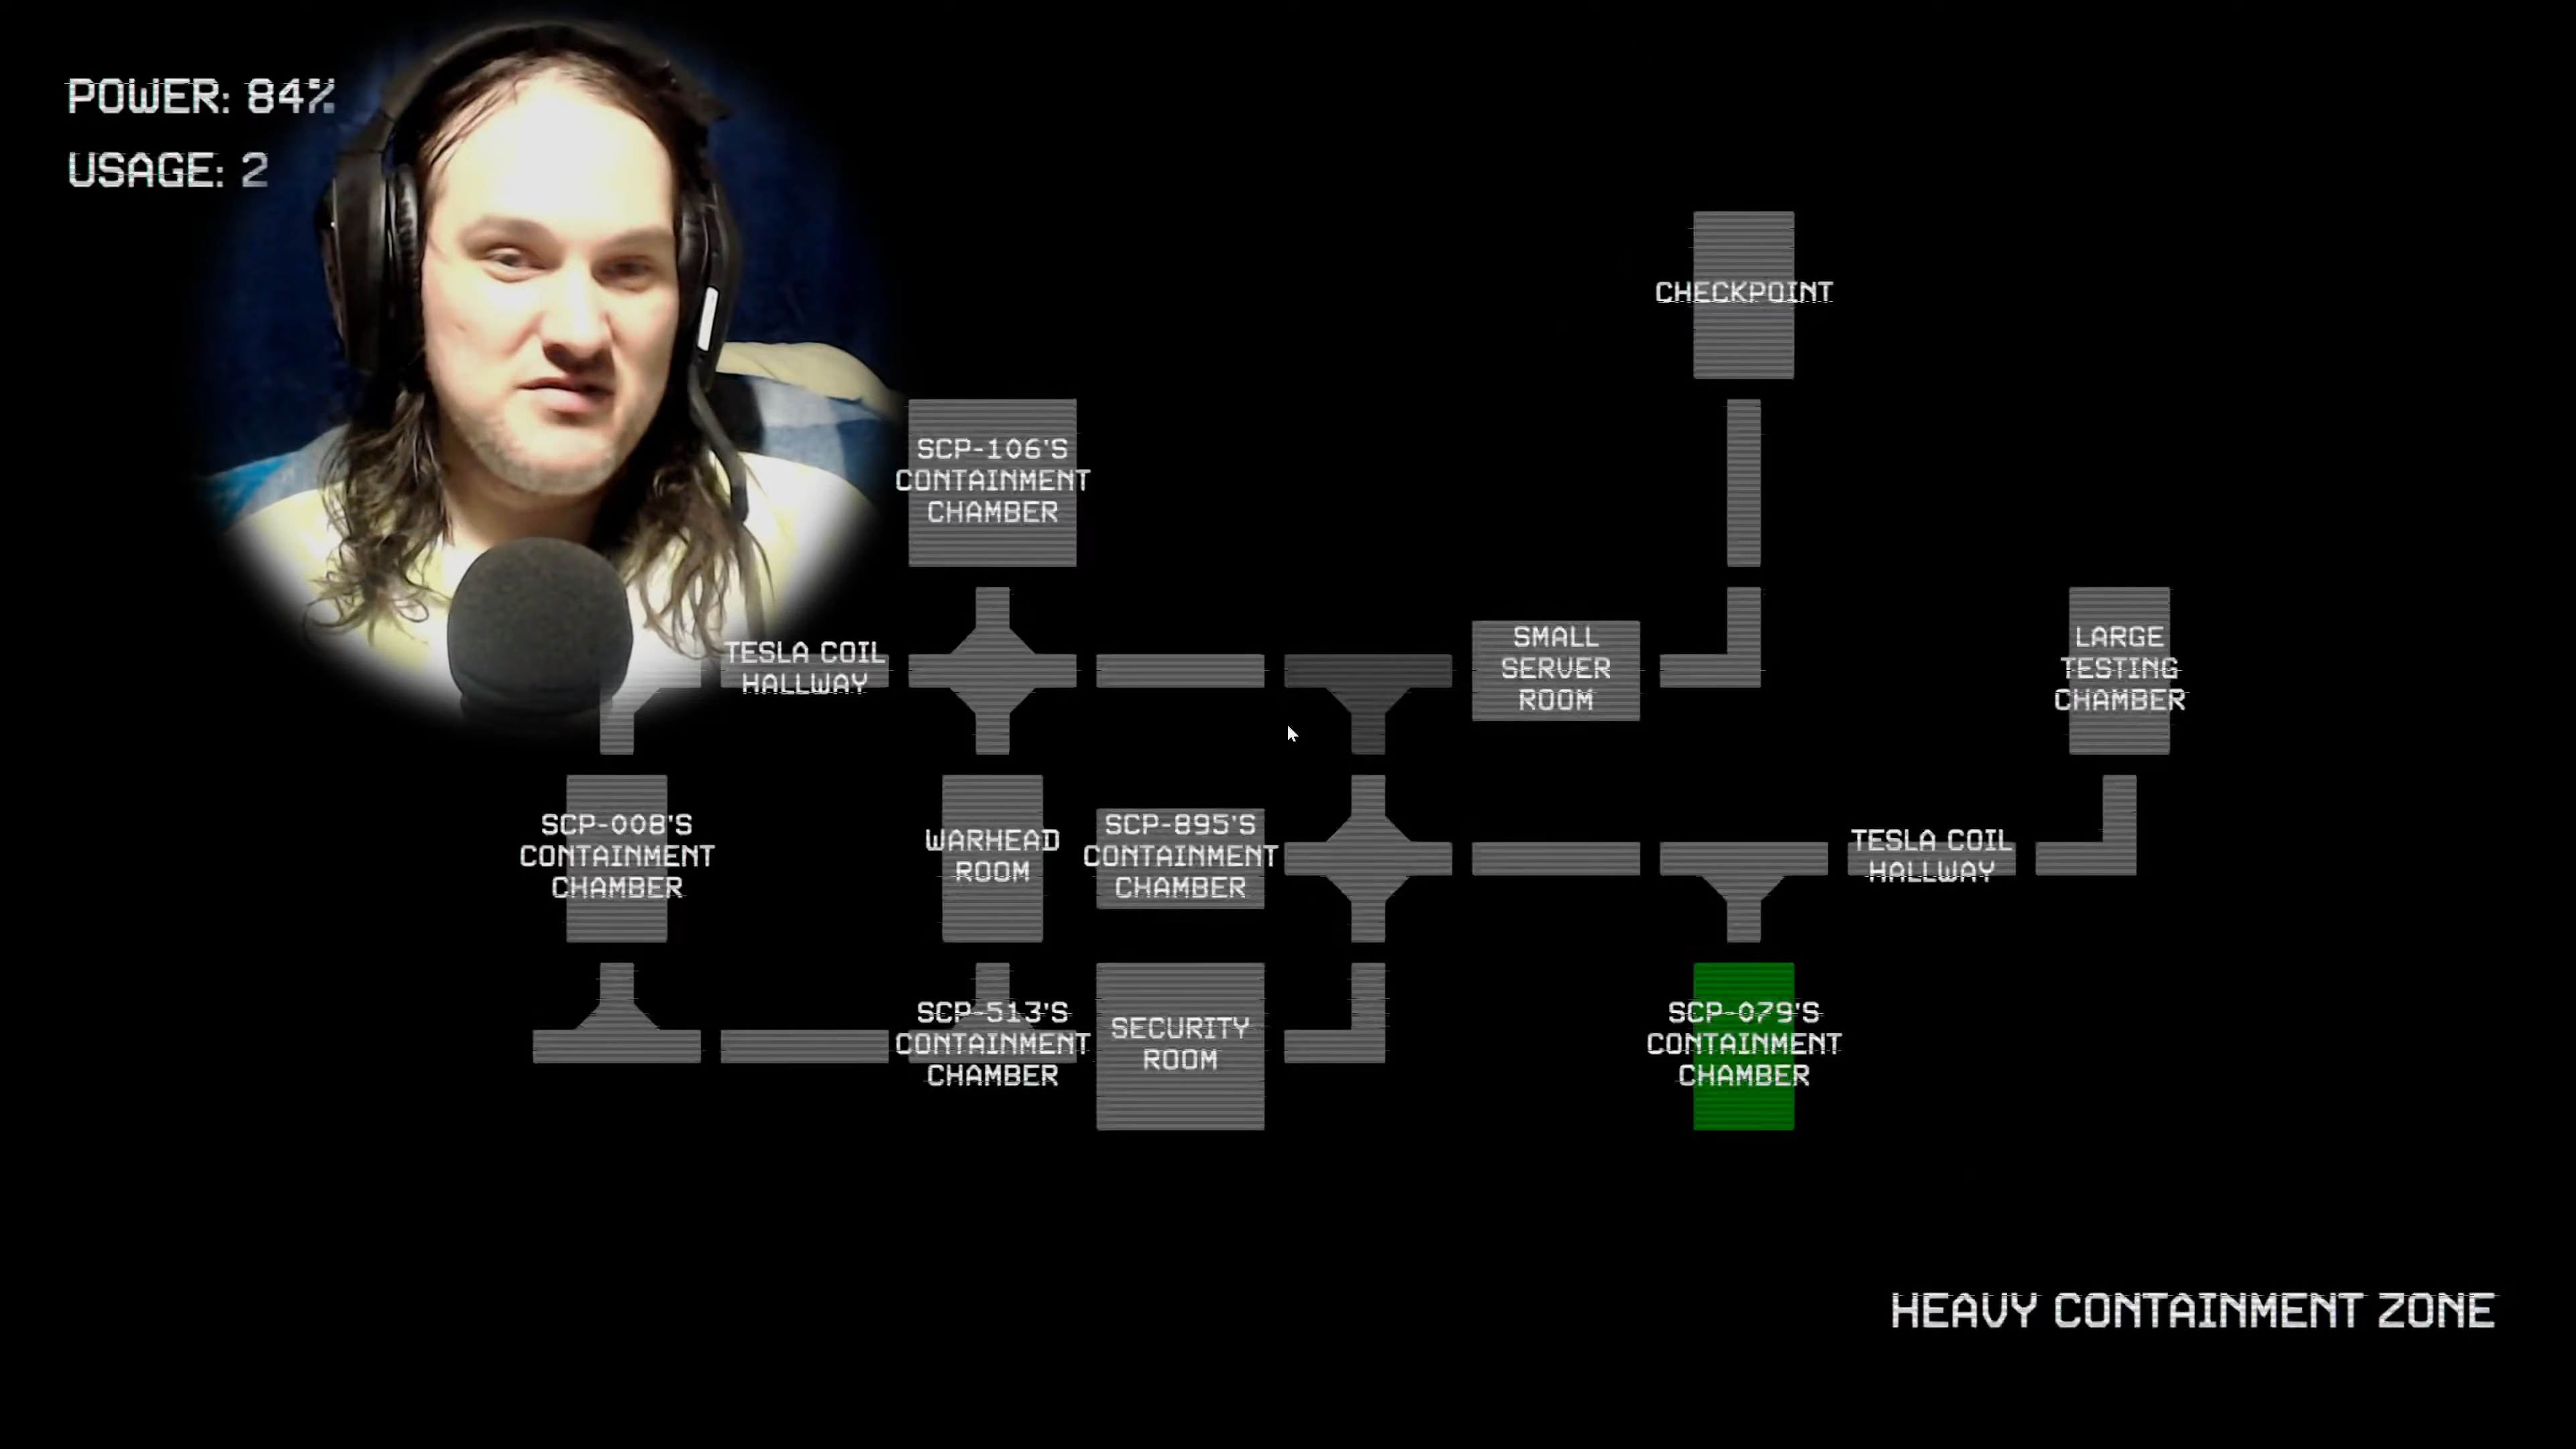 POWER: 84%
USAGE: 2
CHECKPOINT
SCP-106'S
CONTAINMENT
CHAMBER
TESLA COIL
HALLWAY
SMALL
SERVER
ROOM
LARGE
TESTING
CHAMBER
SCP-008'S
CONTAINMENT
CHAMBER
WARHEAD
ROOM
SCP-895'S
CONTAINMENT
CHAMBER
TESLA COIL
HALLWAY
SCP-513'S
CONTAINMENT
CHAMBER
SECURITY
ROOM
SCP-079'S
CONTAINMENT
CHAMBER
HEAVY CONTAINMENT ZONE